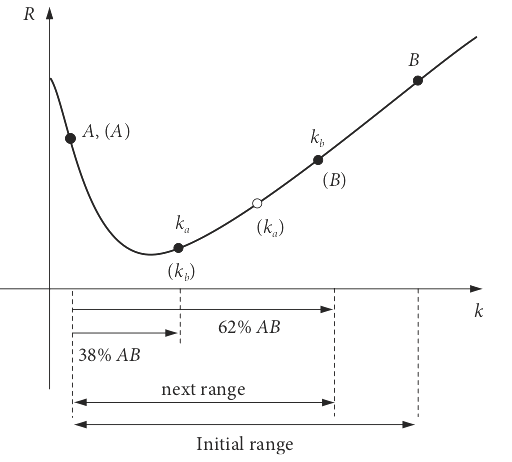 R
B
A, (A)
k_b
(B)
k_a
(k_a)
(k_b)
k
62% AB
38% AB
next range
Initial range